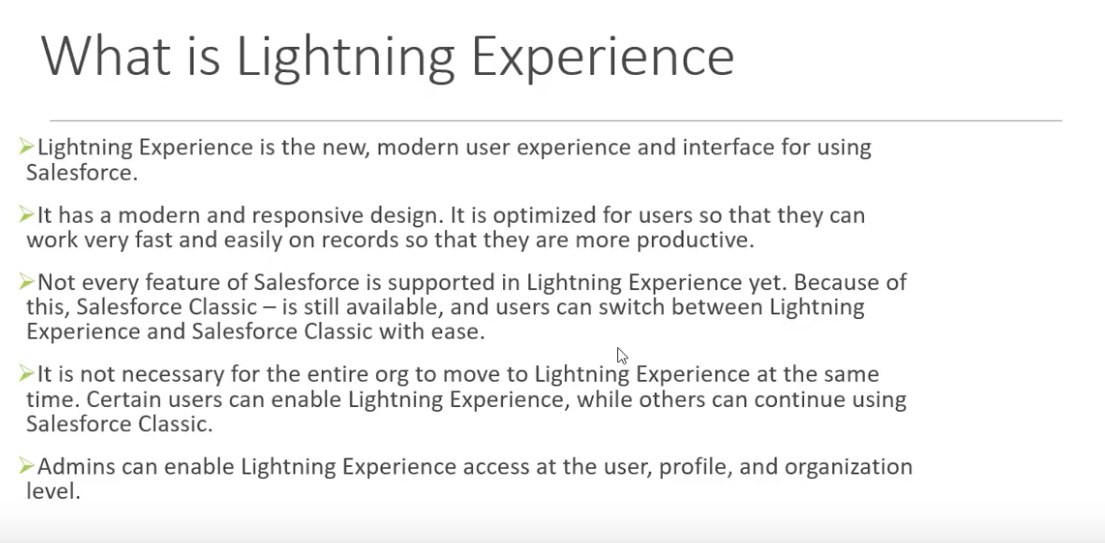 What is Lightning Experience
➢Lightning Experience is the new, modern user experience and interface for using
Salesforce.
➢It has a modern and responsive design. It is optimized for users so that they can
work very fast and easily on records so that they are more productive.
➢Not every feature of Salesforce is supported in Lightning Experience yet. Because of
this, Salesforce Classic – is still available, and users can switch between Lightning
Experience and Salesforce Classic with ease.
➢It is not necessary for the entire org to move to Lightning Experience at the same
time. Certain users can enable Lightning Experience, while others can continue using
Salesforce Classic.
➢Admins can enable Lightning Experience access at the user, profile, and organization
level.